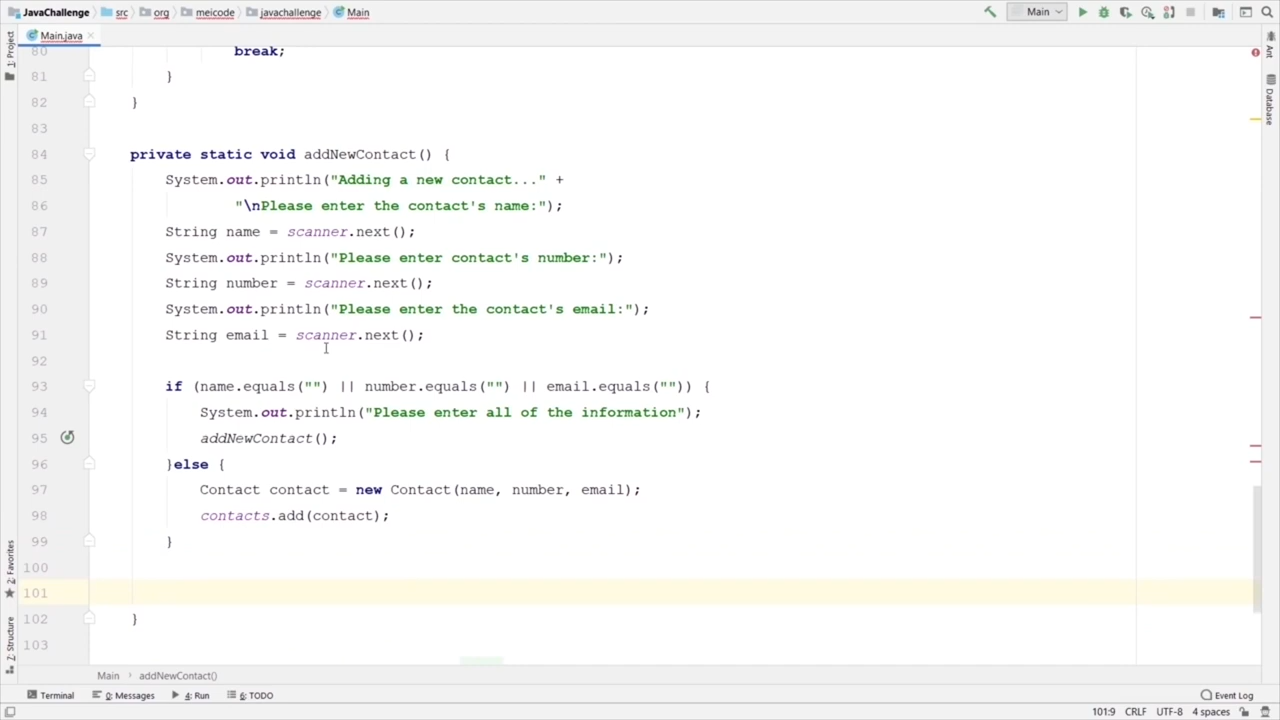 JavaChallenge src org meicode javachallenge Main
Main
Main.java
1: Project
Ant
Database
80 break;
81 }
82 }
83
84 private static void addNewContact() {
85 System.out.println("Adding a new contact..." +
86 "\nPlease enter the contact's name:");
87 String name = scanner.next();
88 System.out.println("Please enter contact's number:");
89 String number = scanner.next();
90 System.out.println("Please enter the contact's email:");
91 String email = scanner.next();
92
93 if (name.equals("") || number.equals("") || email.equals("")) {
94 System.out.println("Please enter all of the information");
95 addNewContact();
96 }else {
97 Contact contact = new Contact(name, number, email);
98 contacts.add(contact);
99 }
100
101
102 }
103
2: Favorites
7: Structure
Main › addNewContact()
Terminal 0: Messages 4: Run 6: TODO Event Log
101:9 CRLF UTF-8 4 spaces